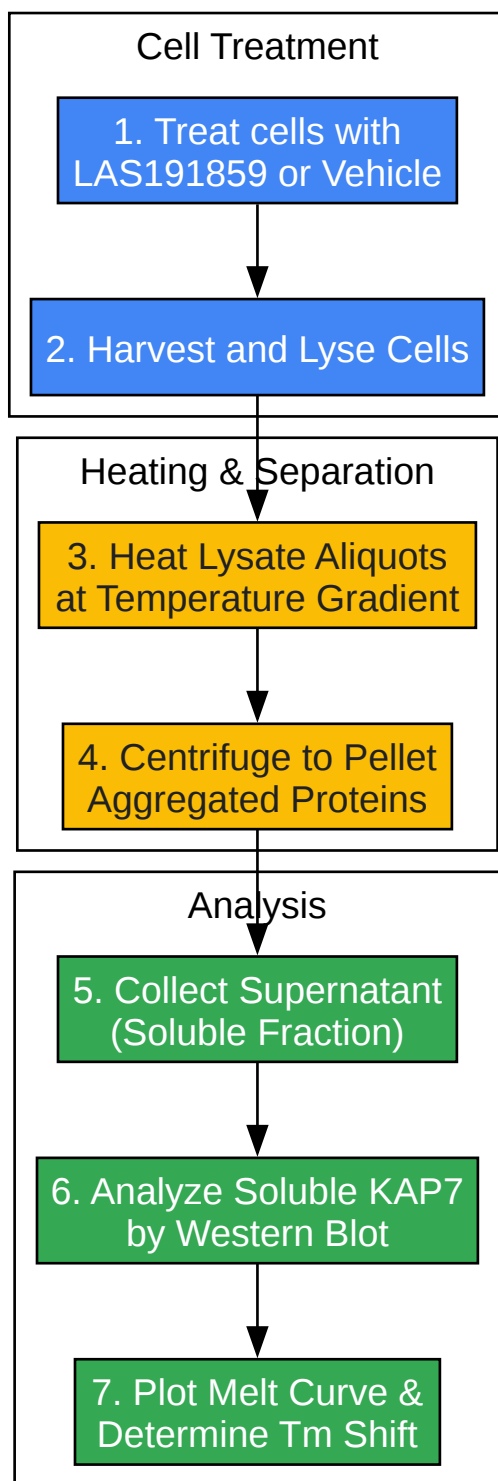 Cell Treatment
1. Treat cells with
LAS191859 or Vehicle
2. Harvest and Lyse Cells
Heating & Separation
3. Heat Lysate Aliquots
at Temperature Gradient
4. Centrifuge to Pellet
Aggregated Proteins
Analysis
5. Collect Supernatant
(Soluble Fraction)
6. Analyze Soluble KAP7
by Western Blot
7. Plot Melt Curve &
Determine Tm Shift